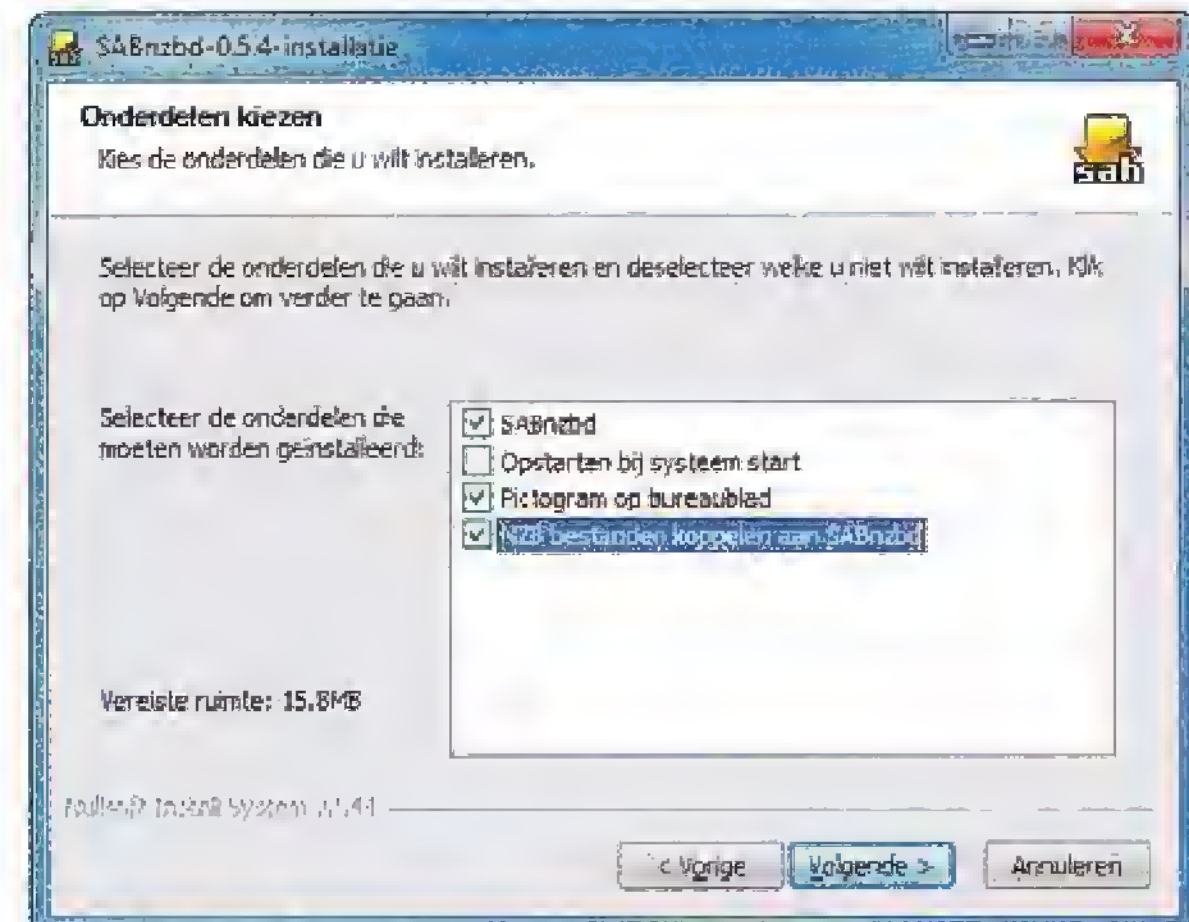 SABnzbd-0.5.4-installatie
Onderdelen kiezen
Kies de onderdelen die u wilt installeren.
sab
Selecteer de onderdelen die u wilt installeren en deselecteer welke u niet wilt installeren. Klik
op Volgende om verder te gaan.
Selecteer de onderdelen die
moeten worden geïnstalleerd:
SABnzbd
Opstarten bij systeem start
Pictogram op bureaublad
NZB bestanden koppelen aan SABnzbd
Vereiste ruimte: 15.8MB
Nullsoft Install System
< Vorige
Volgende >
Annuleren